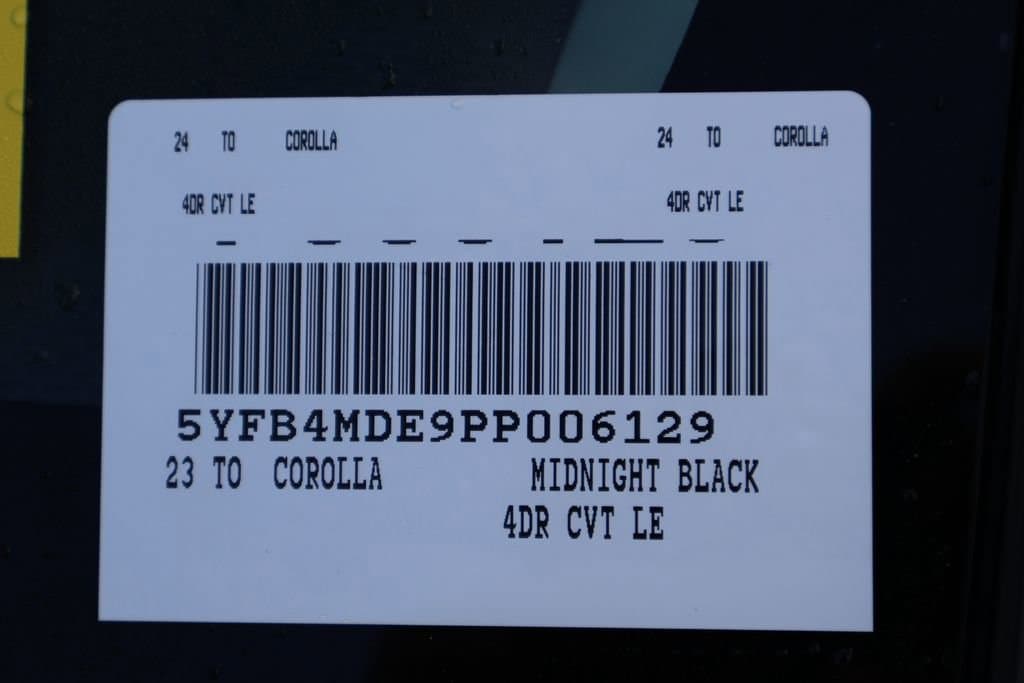 24 TO COROLLA 24 TO COROLLA
4DR CVT LE 4DR CVT LE
5YFB4MDE9PP006129
23 TO COROLLA MIDNIGHT BLACK
4DR CVT LE